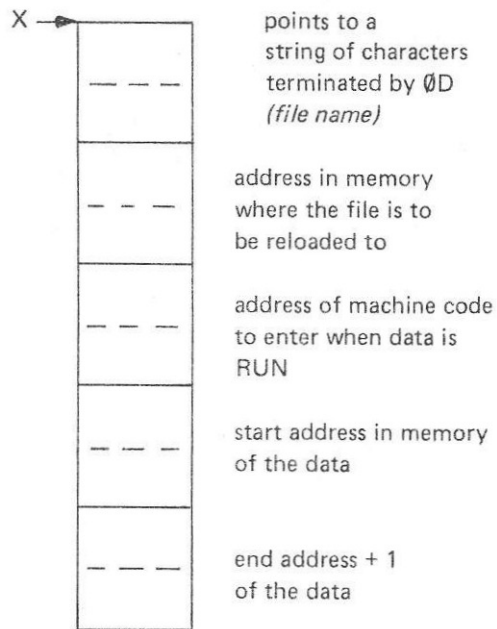 X
points to a
string of characters
terminated by ØD
(file name)
address in memory
where the file is to
be reloaded to
address of machine code
to enter when data is
RUN
start address in memory
of the data
end address + 1
of the data